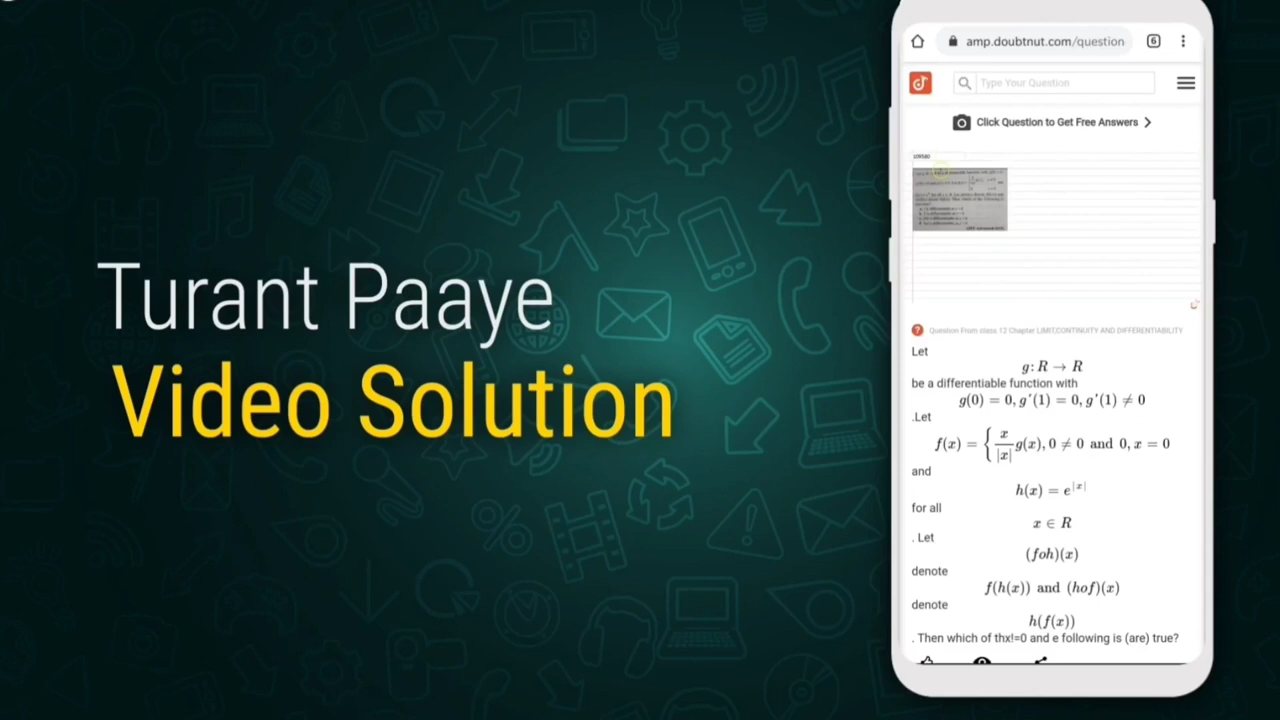 Turant Paaye
Video Solution
amp.doubtnut.com/question
6
Type Your Question
Click Question to Get Free Answers
Question From class 12 Chapter LIMIT,CONTINUITY AND DIFFERENTIABILITY
Let
g: R → R
be a differentiable function with
g(0) = 0, g'(1) = 0, g'(1) ≠ 0
.Let
f(x) = { x/|x| g(x), 0 ≠ 0 and 0, x = 0
and
h(x) = e^|x|
for all
x ∈ R
. Let
(foh)(x)
denote
f(h(x)) and (hof)(x)
denote
h(f(x))
. Then which of thx!=0 and e following is (are) true?